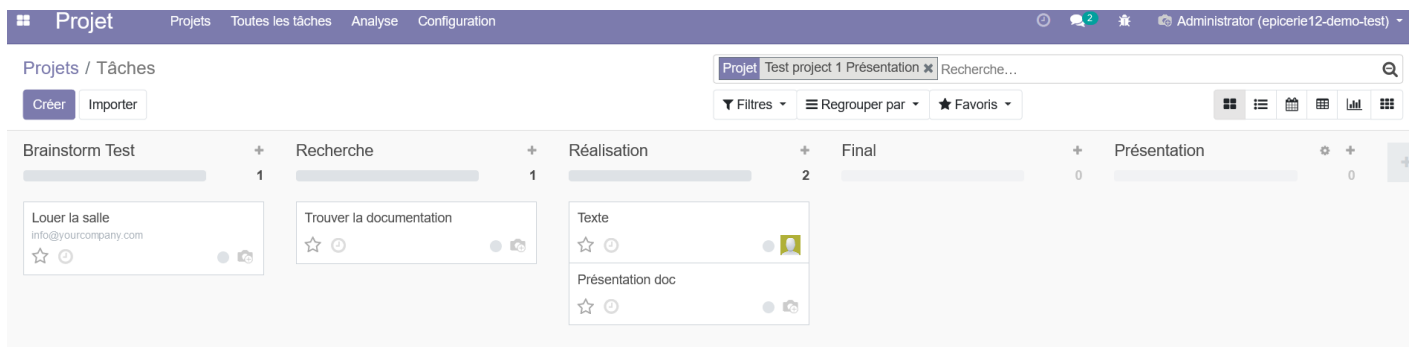 Projet Projets Toutes les tâches Analyse Configuration 2 Administrator (epicerie12-demo-test)
Projets / Tâches
Projet Test project 1 Présentation Recherche...
Créer Importer
Filtres Regrouper par Favoris
Brainstorm Test Recherche Réalisation Final Présentation
1 1 2 0 0
Louer la salle
info@yourcompany.com
Trouver la documentation
Texte
Présentation doc